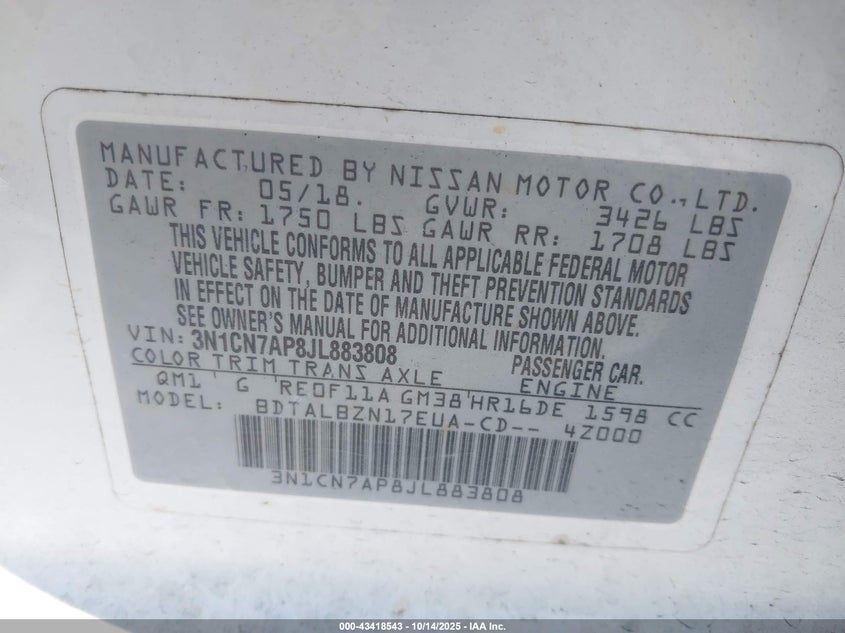 MANUFACTURED BY NISSAN MOTOR CO., LTD.
DATE: 05/18. GVWR: 3426 LBS
GAWR FR: 1750 LBS GAWR RR: 1708 LBS
THIS VEHICLE CONFORMS TO ALL APPLICABLE FEDERAL MOTOR
VEHICLE SAFETY, BUMPER AND THEFT PREVENTION STANDARDS
IN EFFECT ON THE DATE OF MANUFACTURE SHOWN ABOVE.
SEE OWNER'S MANUAL FOR ADDITIONAL INFORMATION.
VIN: 3N1CN7AP8JL883808 PASSENGER CAR.
COLOR TRIM TRANS AXLE ENGINE
QM1 G RE0F11A GM38 HR16DE 1598 CC
MODEL: BDTALBZN17EUA-CD-- 4Z000
3N1CN7AP8JL883808
000-43418543 - 10/14/2025 - IAA Inc.